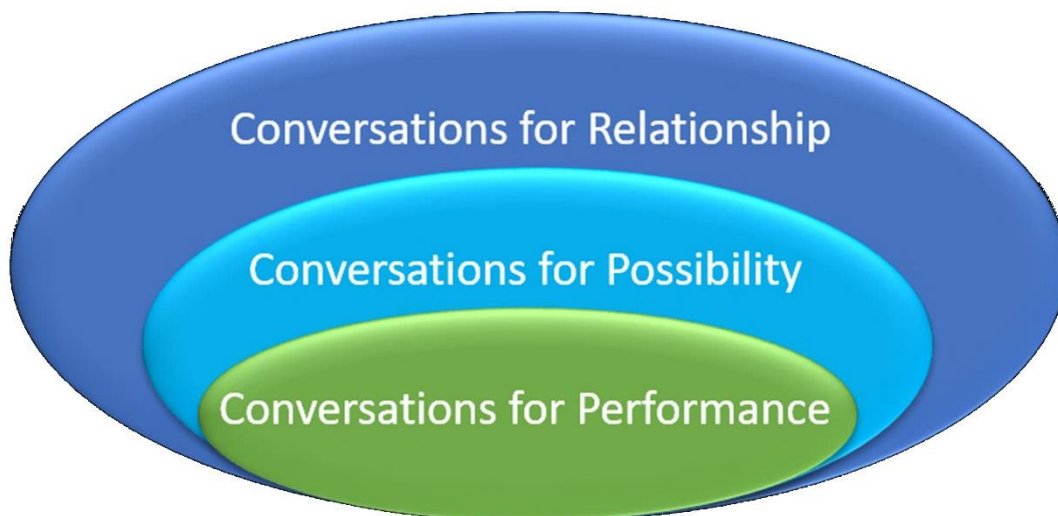 Conversations for Relationship
Conversations for Possibility
Conversations for Performance